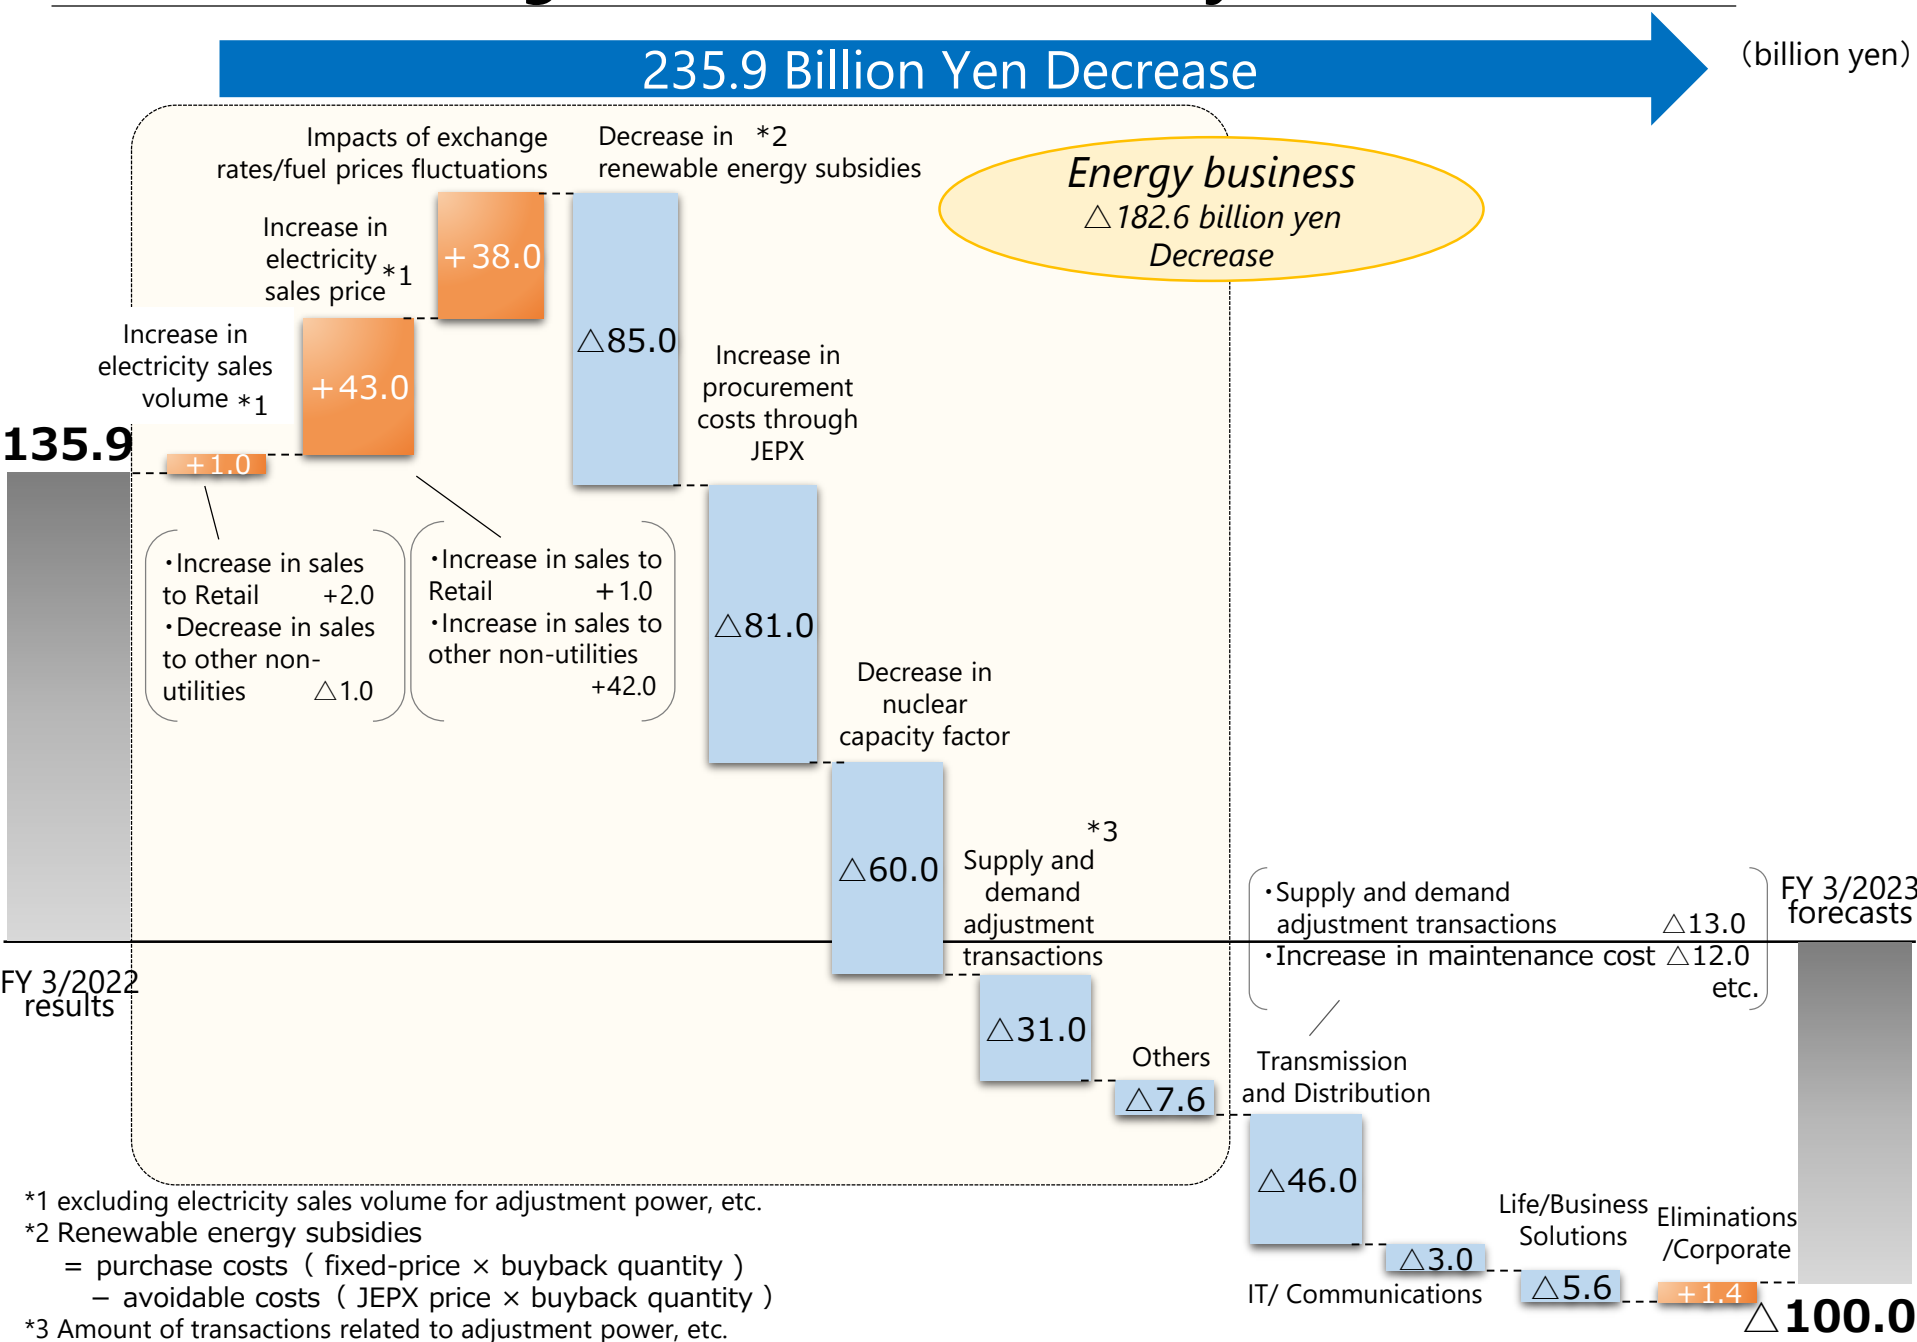 235.9 Billion Yen Decrease
（billion yen）
Impacts of exchange
rates/fuel prices fluctuations
Decrease in *2
renewable energy subsidies
Energy business
△182.6 billion yen
Decrease
Increase in
electricity
sales price *1
+38.0
Increase in
electricity sales
volume *1
+43.0
△85.0
Increase in
procurement
costs through
JEPX
135.9
+1.0
・Increase in sales
to Retail +2.0
・Decrease in sales
to other non-
utilities △1.0
・Increase in sales to
Retail +1.0
・Increase in sales to
other non-utilities
+42.0
△81.0
Decrease in
nuclear
capacity factor
△60.0
*3
Supply and
demand
adjustment
transactions
・Supply and demand
adjustment transactions △13.0
・Increase in maintenance cost △12.0
etc.
FY 3/2023
forecasts
FY 3/2022
results
△31.0
Others
△7.6
Transmission
and Distribution
△46.0
△3.0
IT/ Communications
Life/Business
Solutions
△5.6
Eliminations
/Corporate
+1.4
△100.0
*1 excluding electricity sales volume for adjustment power, etc.
*2 Renewable energy subsidies
= purchase costs（fixed-price × buyback quantity）
− avoidable costs（JEPX price × buyback quantity）
*3 Amount of transactions related to adjustment power, etc.